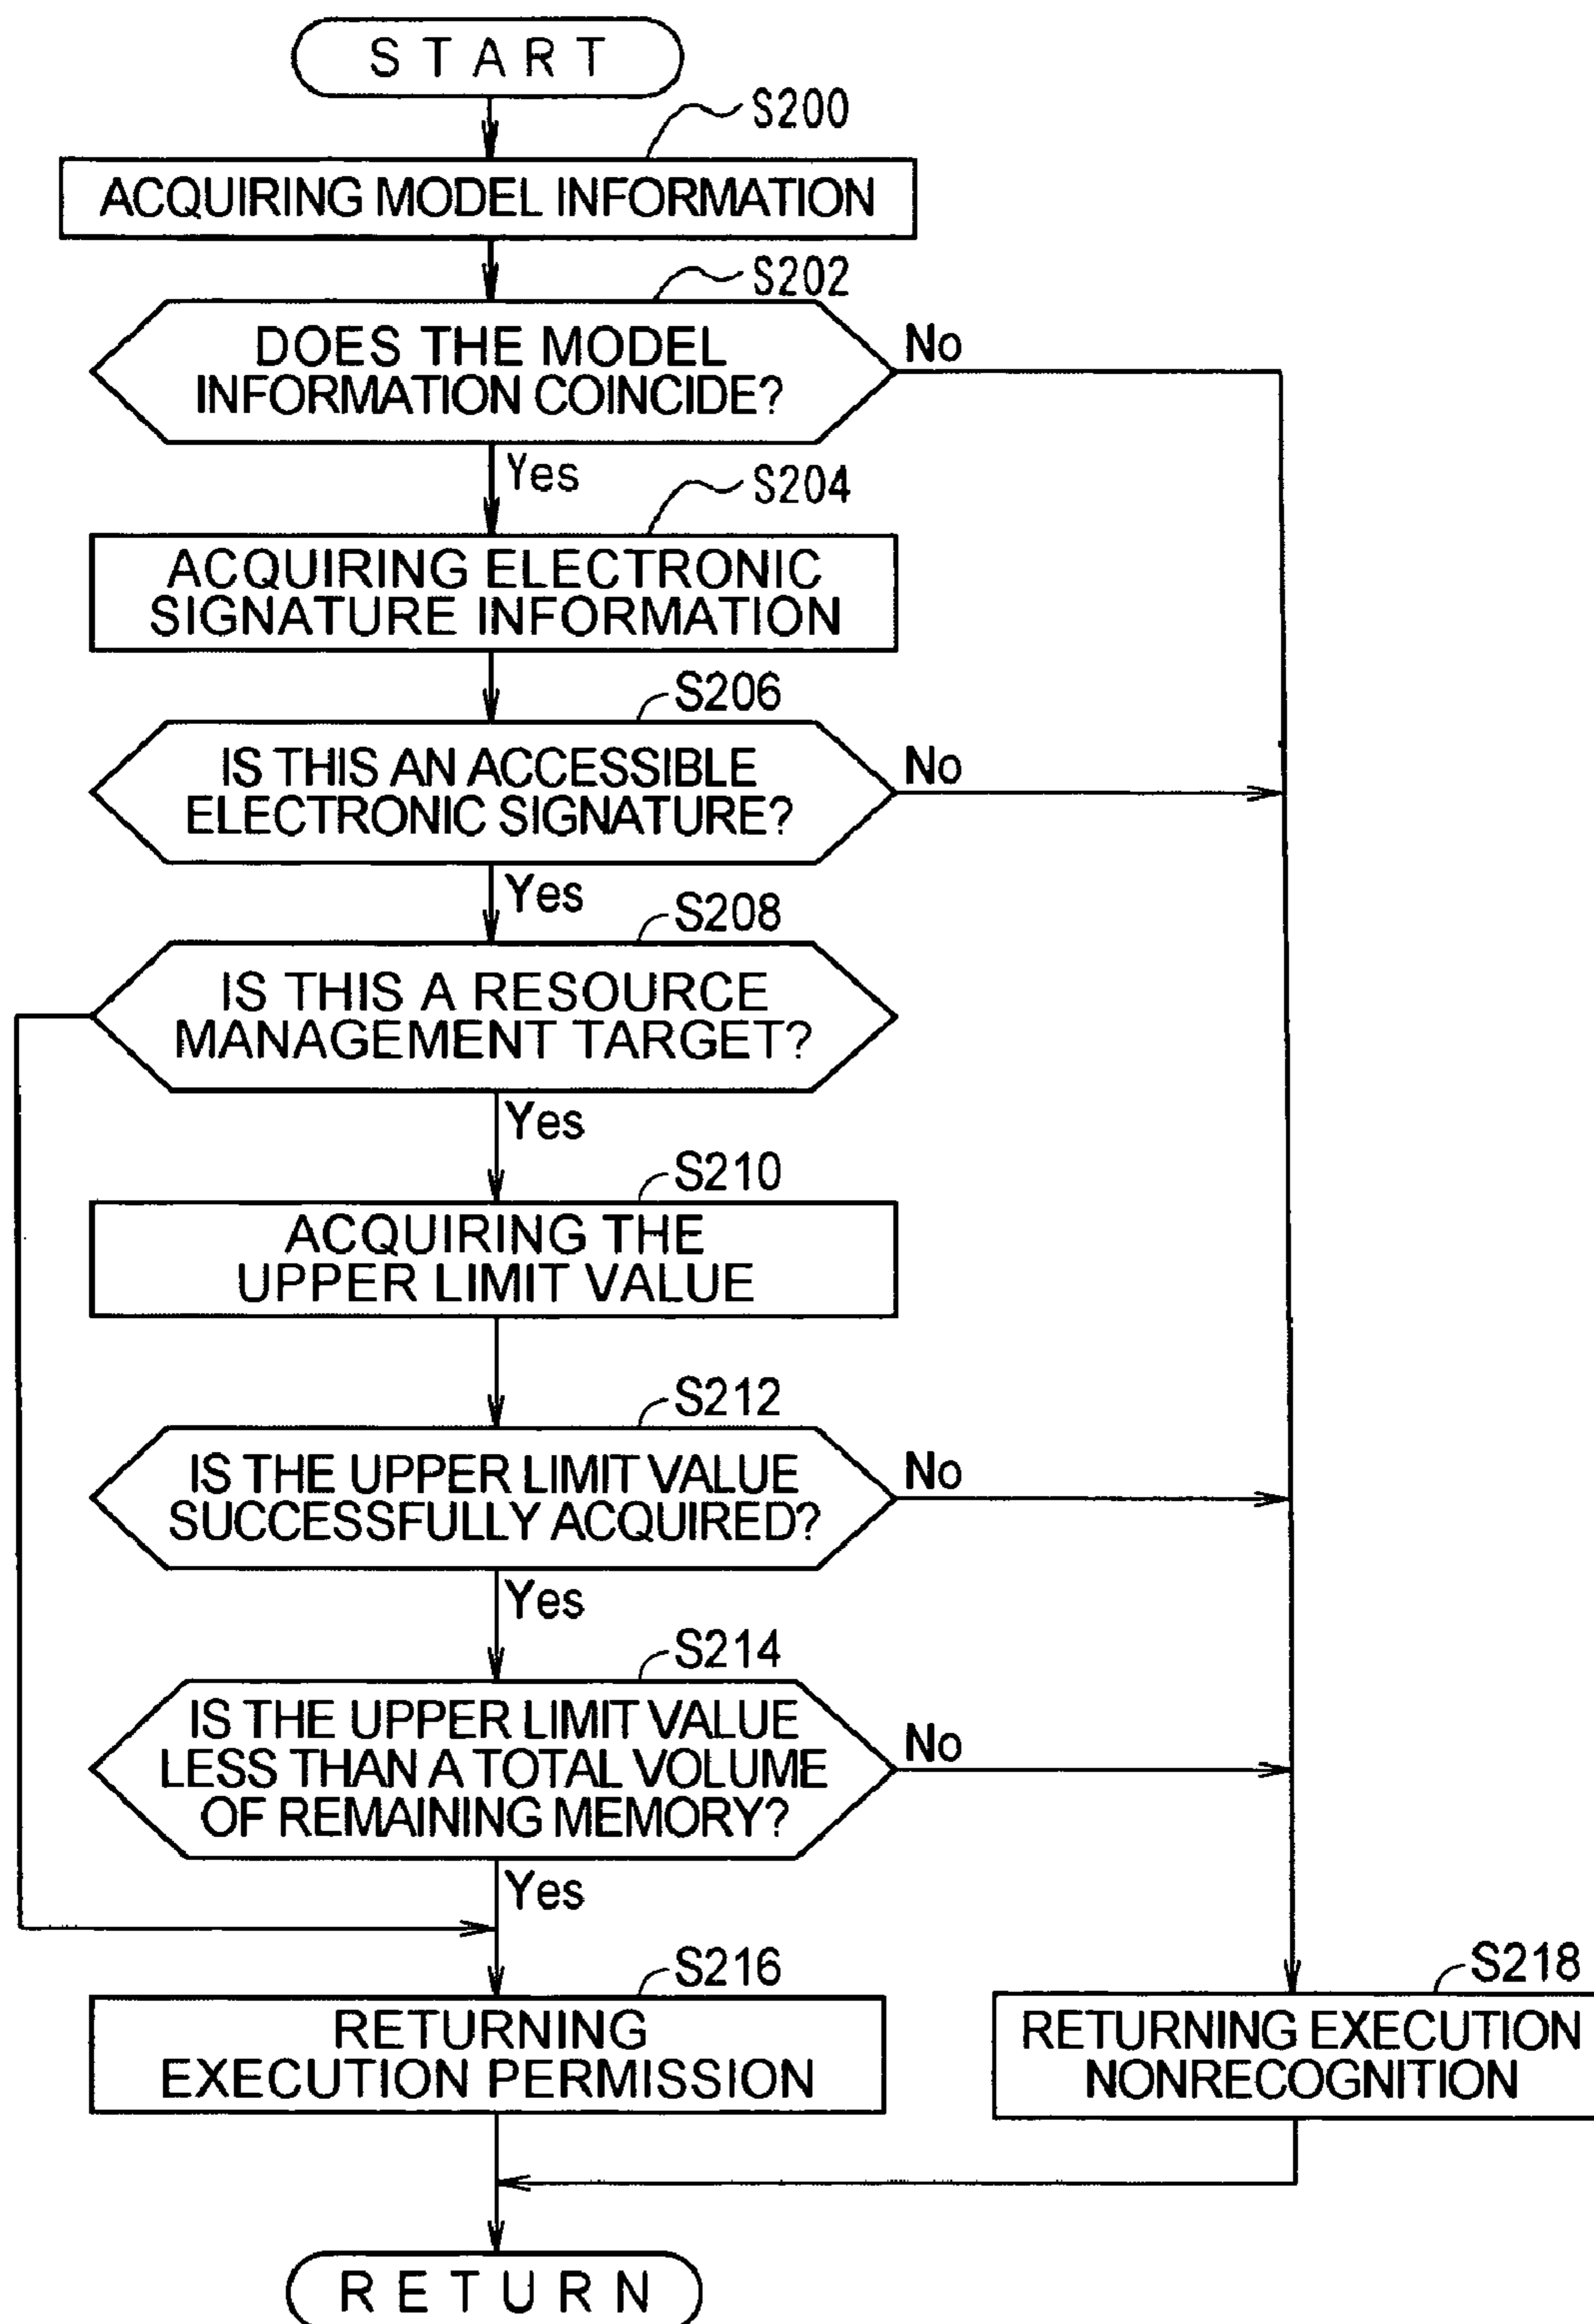 START
S200
ACQUIRING MODEL INFORMATION
S202
DOES THE MODEL
INFORMATION COINCIDE?
No
Yes
S204
ACQUIRING ELECTRONIC
SIGNATURE INFORMATION
S206
IS THIS AN ACCESSIBLE
ELECTRONIC SIGNATURE?
No
Yes
S208
IS THIS A RESOURCE
MANAGEMENT TARGET?
Yes
S210
ACQUIRING THE
UPPER LIMIT VALUE
S212
IS THE UPPER LIMIT VALUE
SUCCESSFULLY ACQUIRED?
No
Yes
S214
IS THE UPPER LIMIT VALUE
LESS THAN A TOTAL VOLUME
OF REMAINING MEMORY?
No
Yes
S216
RETURNING
EXECUTION PERMISSION
S218
RETURNING EXECUTION
NONRECOGNITION
RETURN